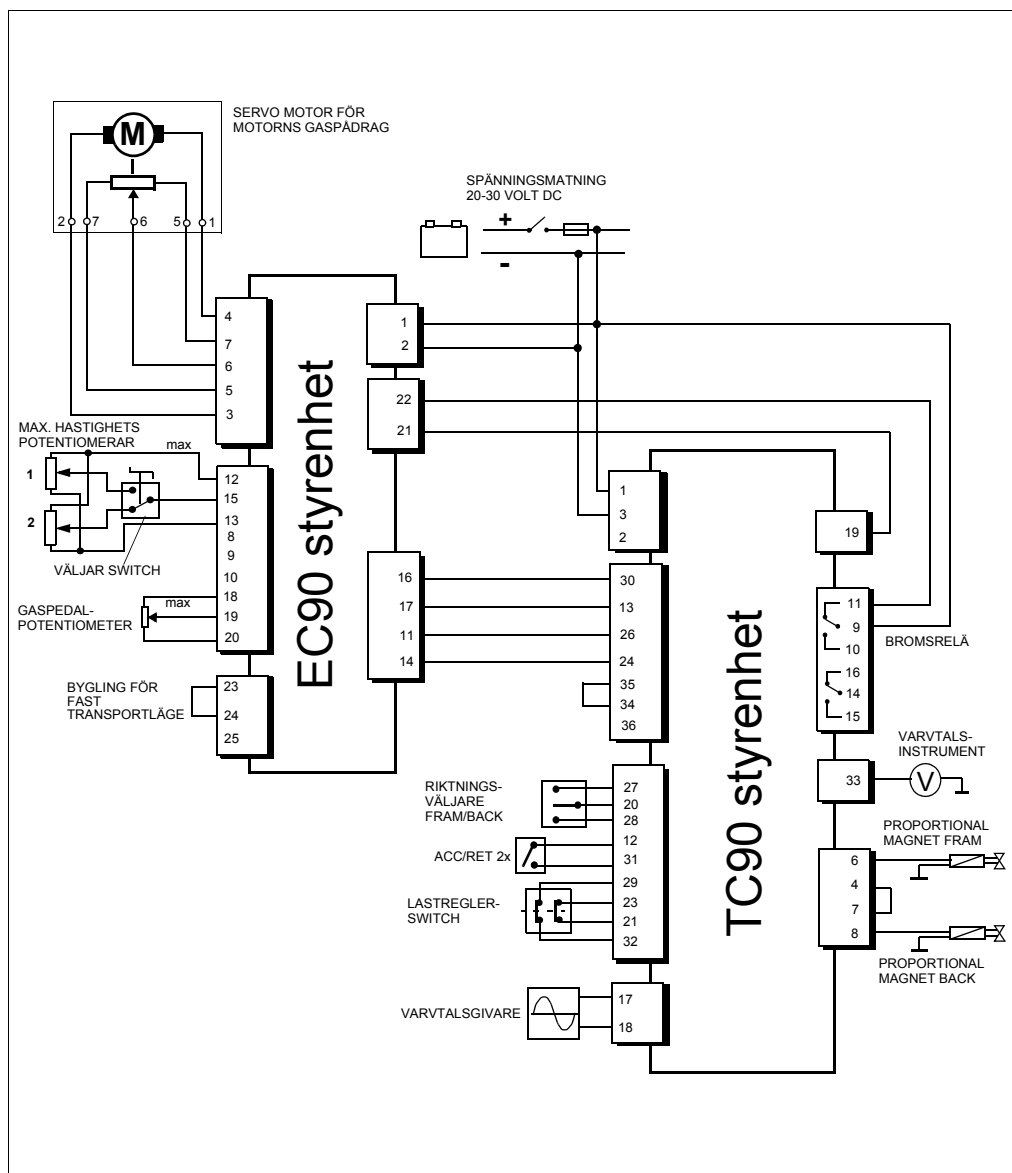 SERVO MOTOR FÖR
MOTORNS GASPÅDRAG
M
2
7
6
5
1
SPÄNNINGSMATNING
20-30 VOLT DC
+
-
EC90 styrenhet
4
7
6
5
3
1
2
22
21
MAX. HASTIGHETS
POTENTIOMERAR
max
1
2
VÄLJAR SWITCH
12
15
13
8
9
10
18
19
20
GASPEDAL-
POTENTIOMETER
max
16
17
11
14
BYGLING FÖR
FAST
TRANSPORTLÄGE
23
24
25
TC90 styrenhet
1
3
2
19
30
13
26
24
35
34
36
11
9
10
16
14
15
BROMSRELÄ
VARVTALS-
INSTRUMENT
33
V
RIKTNINGS-
VÄLJARE
FRAM/BACK
27
20
28
ACC/RET 2x
12
31
LASTREGLER-
SWITCH
29
23
21
32
PROPORTIONAL
MAGNET FRAM
6
4
7
8
PROPORTIONAL
MAGNET BACK
VARVTALSGIVARE
17
18